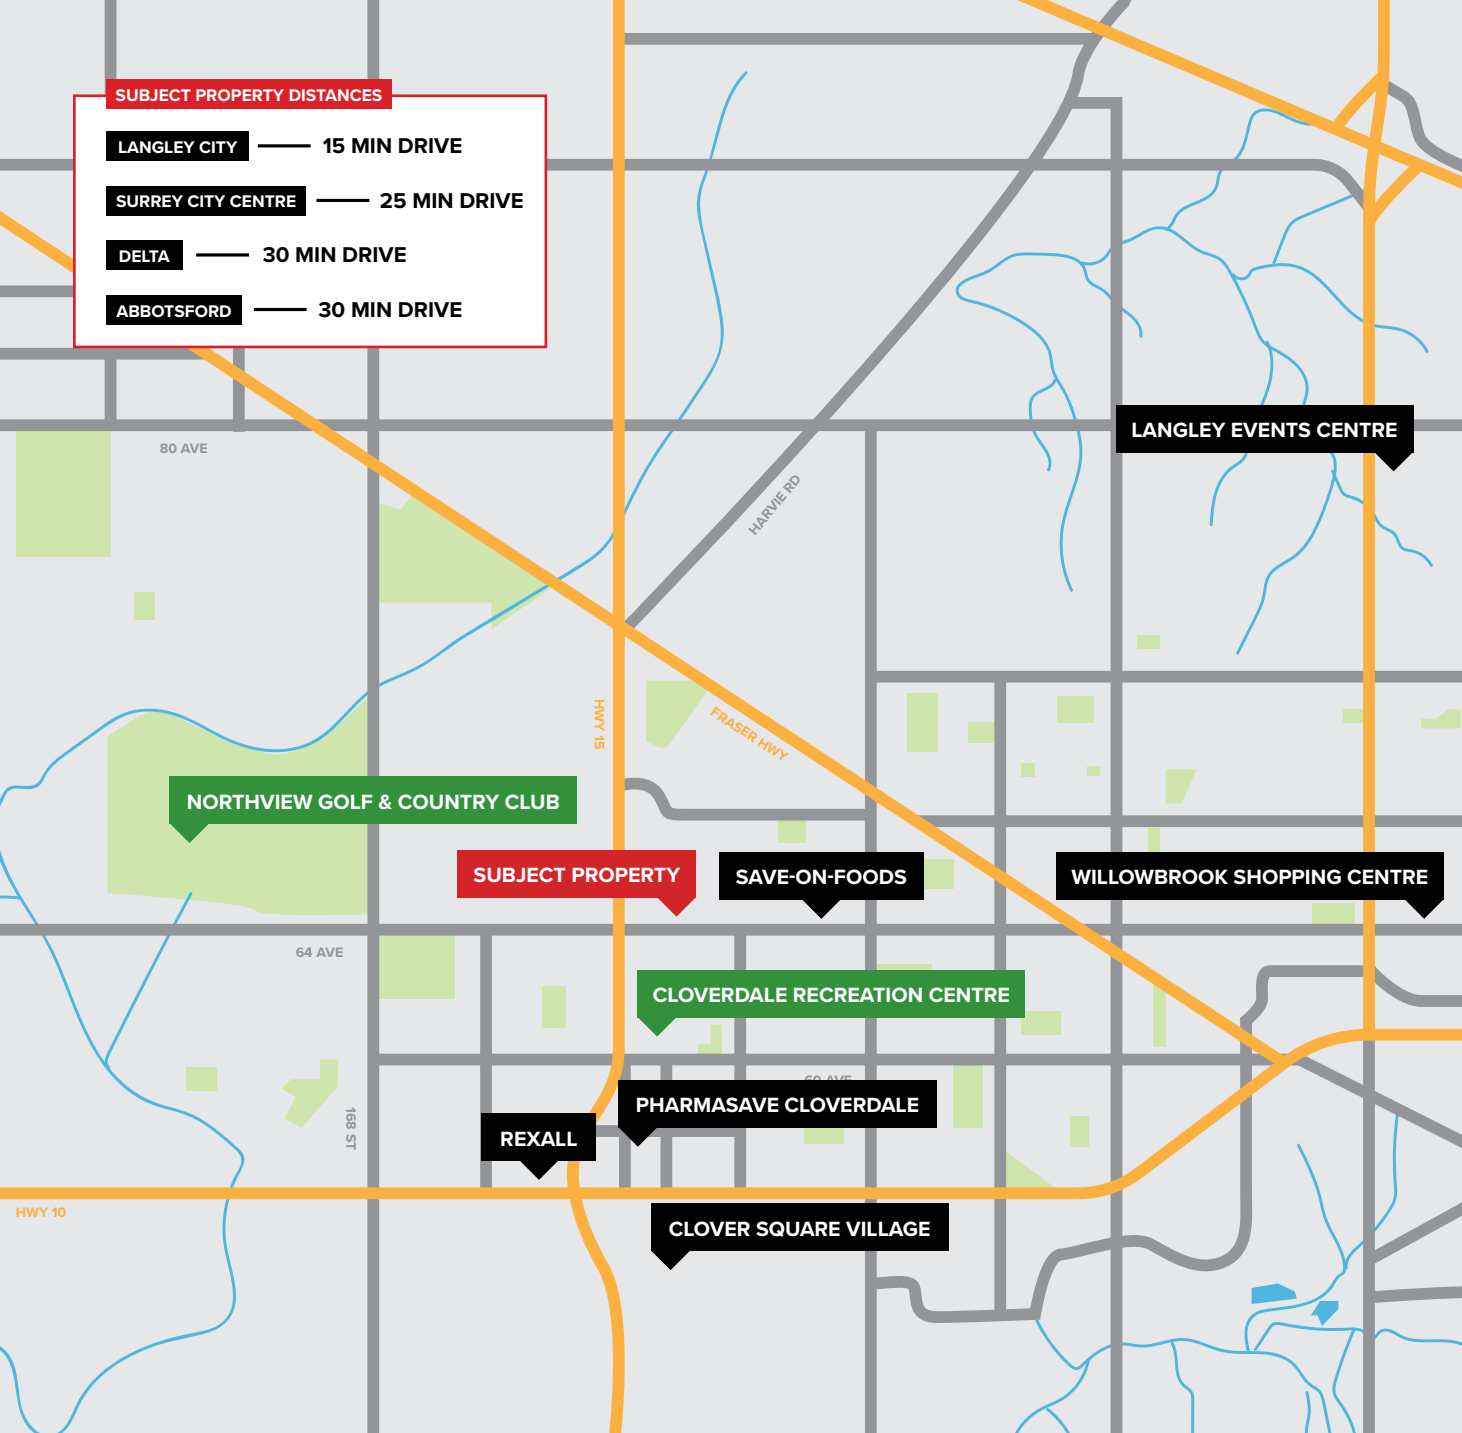 SUBJECT PROPERTY DISTANCES
LANGLEY CITY 15 MIN DRIVE
SURREY CITY CENTRE 25 MIN DRIVE
DELTA 30 MIN DRIVE
ABBOTSFORD 30 MIN DRIVE
80 AVE
LANGLEY EVENTS CENTRE
HARVIE RD
HWY 15
FRASER HWY
NORTHVIEW GOLF & COUNTRY CLUB
SUBJECT PROPERTY
SAVE-ON-FOODS
WILLOWBROOK SHOPPING CENTRE
64 AVE
CLOVERDALE RECREATION CENTRE
60 AVE
PHARMASAVE CLOVERDALE
168 ST
REXALL
HWY 10
CLOVER SQUARE VILLAGE